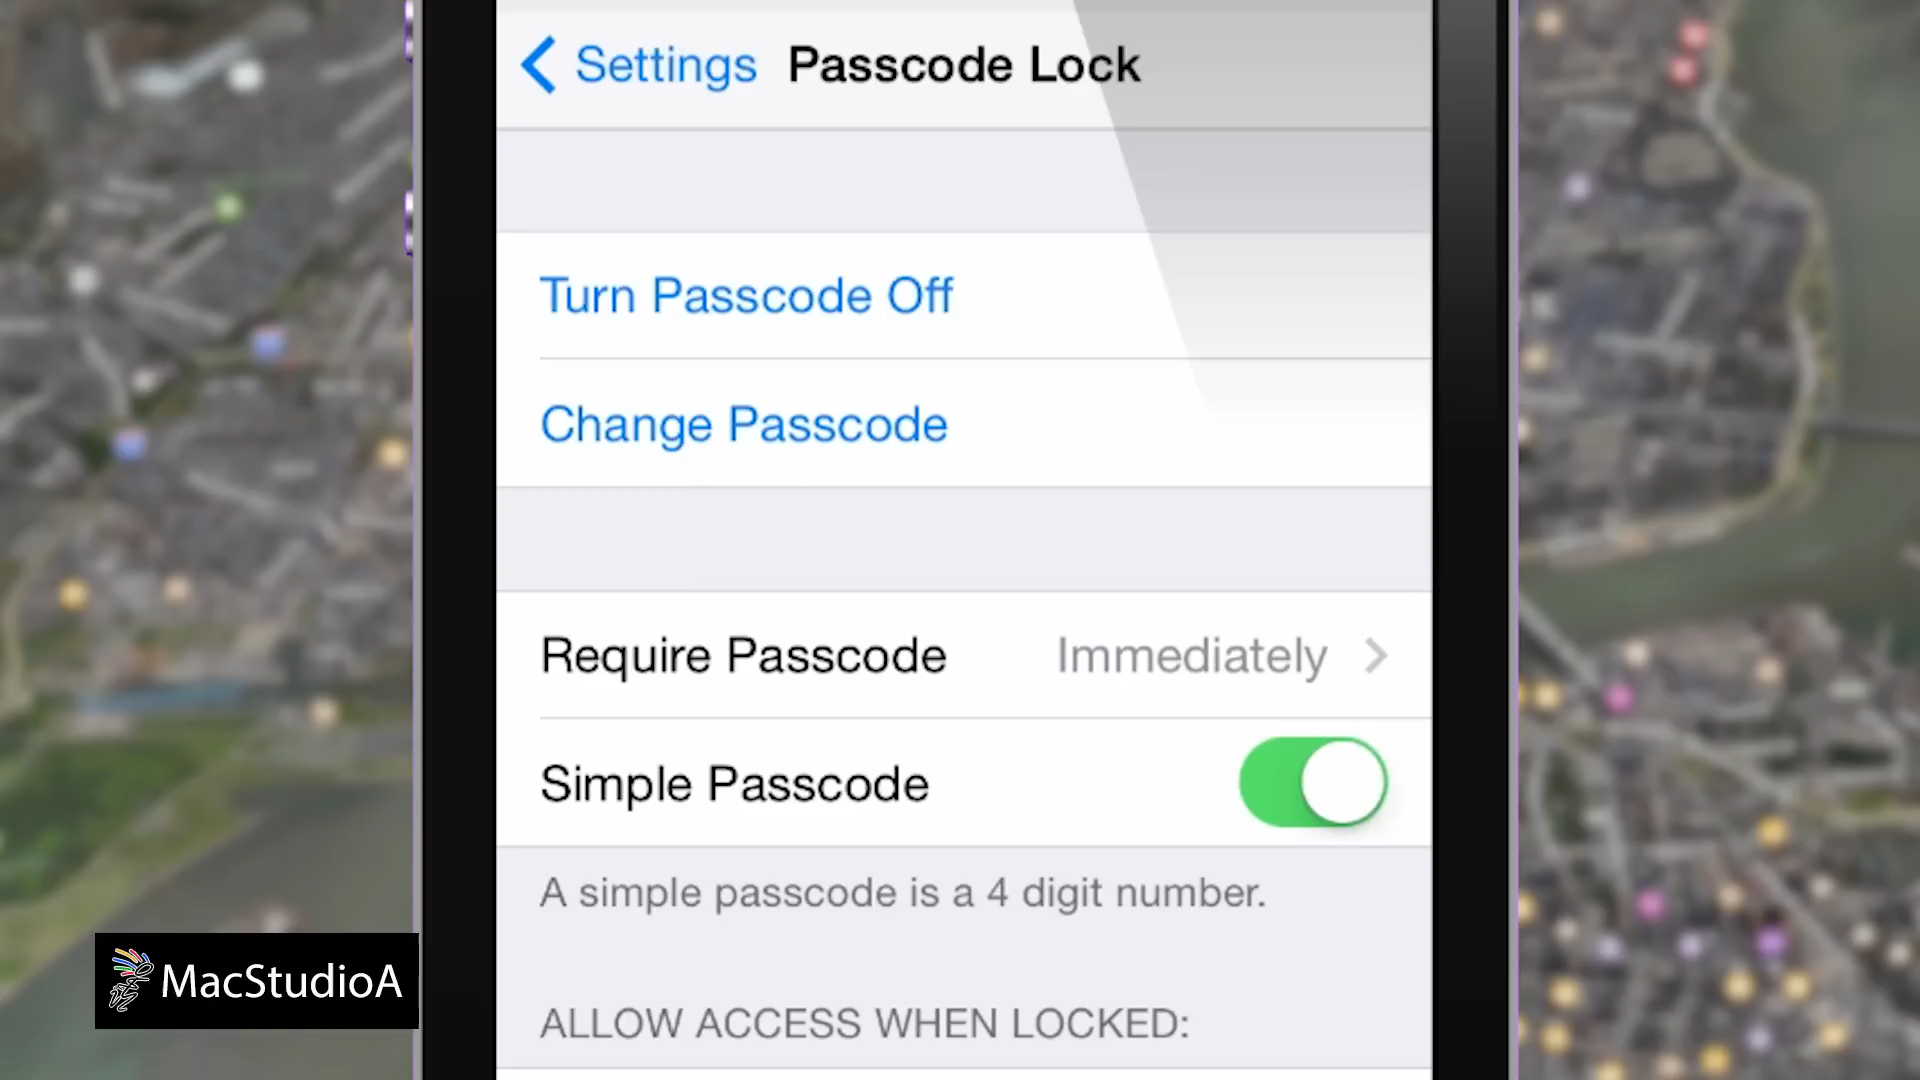 Settings Passcode Lock
Turn Passcode Off
Change Passcode
Require Passcode Immediately
Simple Passcode
A simple passcode is a 4 digit number.
MacStudioA
ALLOW ACCESS WHEN LOCKED: